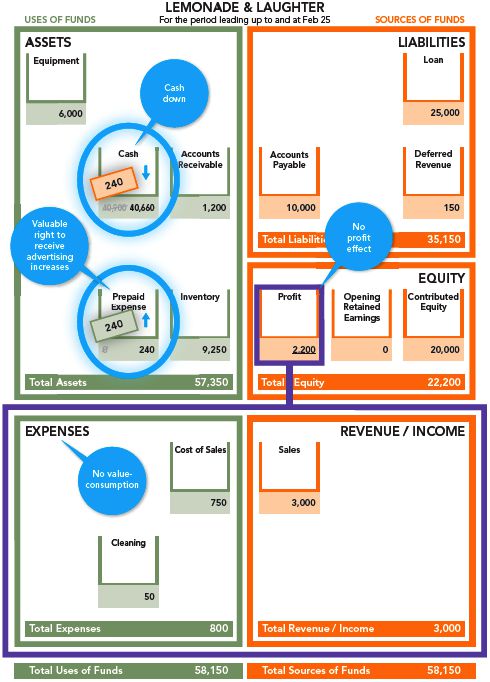 LEMONADE & LAUGHTER
USES OF FUNDS
For the period leading up to and at Feb 25
SOURCES OF FUNDS
ASSETS
LIABILITIES
Equipment
6,000
Cash
down
Loan
25,000
Cash
240
40,900 40,660
Accounts
Receivable
1,200
Accounts
Payable
10,000
Deferred
Revenue
150
Valuable
right to
receive
advertising
increases
No
profit
effect
Total Liabilities
35,150
EQUITY
Prepaid
Expense
240
0 240
Inventory
9,250
Profit
2,200
Opening
Retained
Earnings
0
Contributed
Equity
20,000
Total Assets 57,350
Total Equity 22,200
EXPENSES
REVENUE / INCOME
No value-
consumption
Cost of Sales
750
Sales
3,000
Cleaning
50
Total Expenses 800
Total Revenue / Income 3,000
Total Uses of Funds 58,150
Total Sources of Funds 58,150